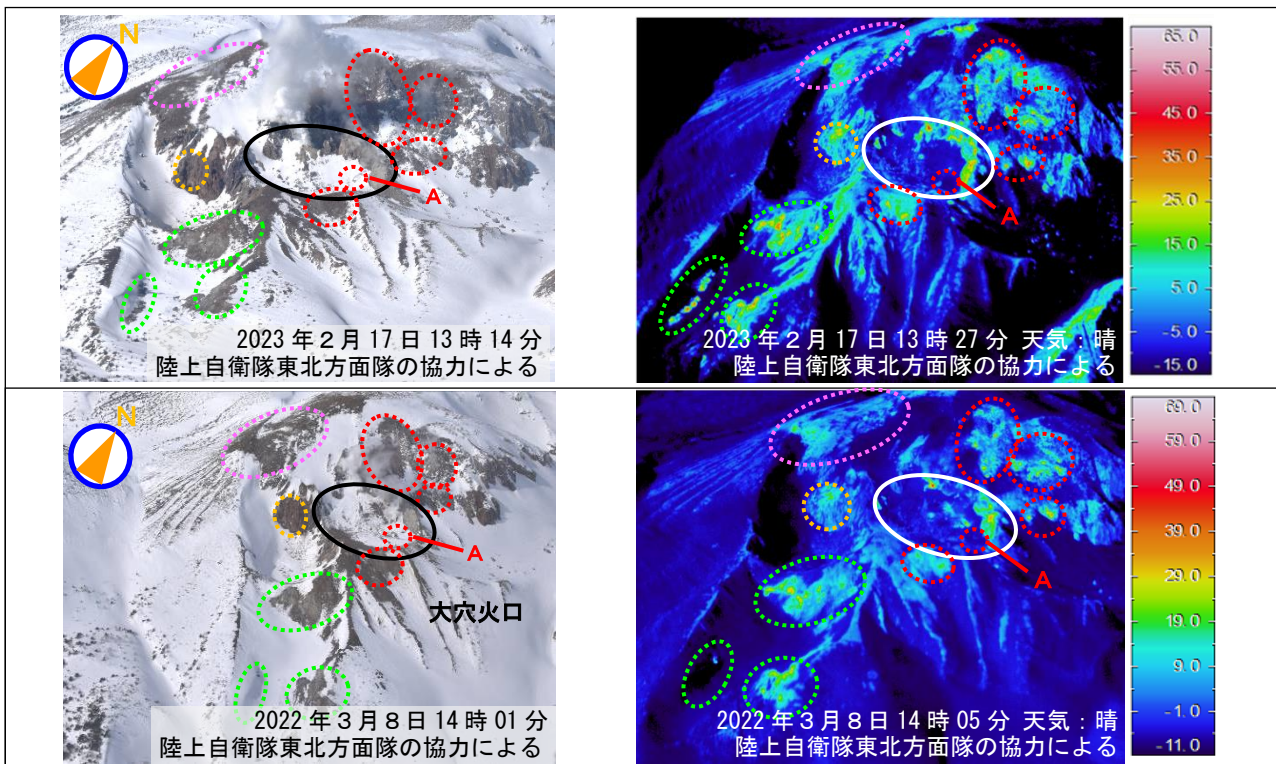 N
A
2023年2月17日13時14分
陸上自衛隊東北方面隊の協力による
A
2023年2月17日13時27分 天気：晴
陸上自衛隊東北方面隊の協力による
65.0
55.0
45.0
35.0
25.0
15.0
5.0
-5.0
-15.0
N
A
大穴火口
2022年3月8日14時01分
陸上自衛隊東北方面隊の協力による
A
2022年3月8日14時05分 天気：晴
陸上自衛隊東北方面隊の協力による
69.0
59.0
49.0
39.0
29.0
19.0
9.0
-1.0
-11.0